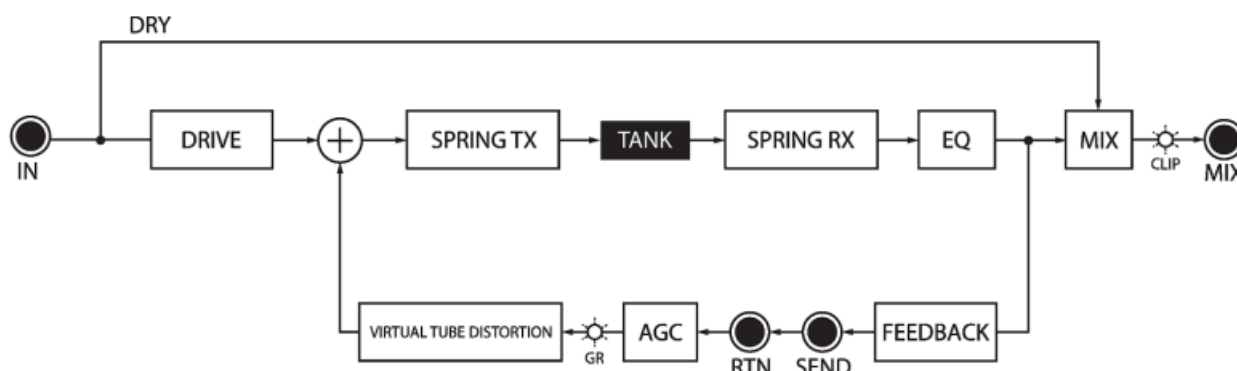 DRY
IN
DRIVE
+
SPRING TX
TANK
SPRING RX
EQ
MIX
CLIP
MIX
VIRTUAL TUBE DISTORTION
GR
AGC
RTN
SEND
FEEDBACK